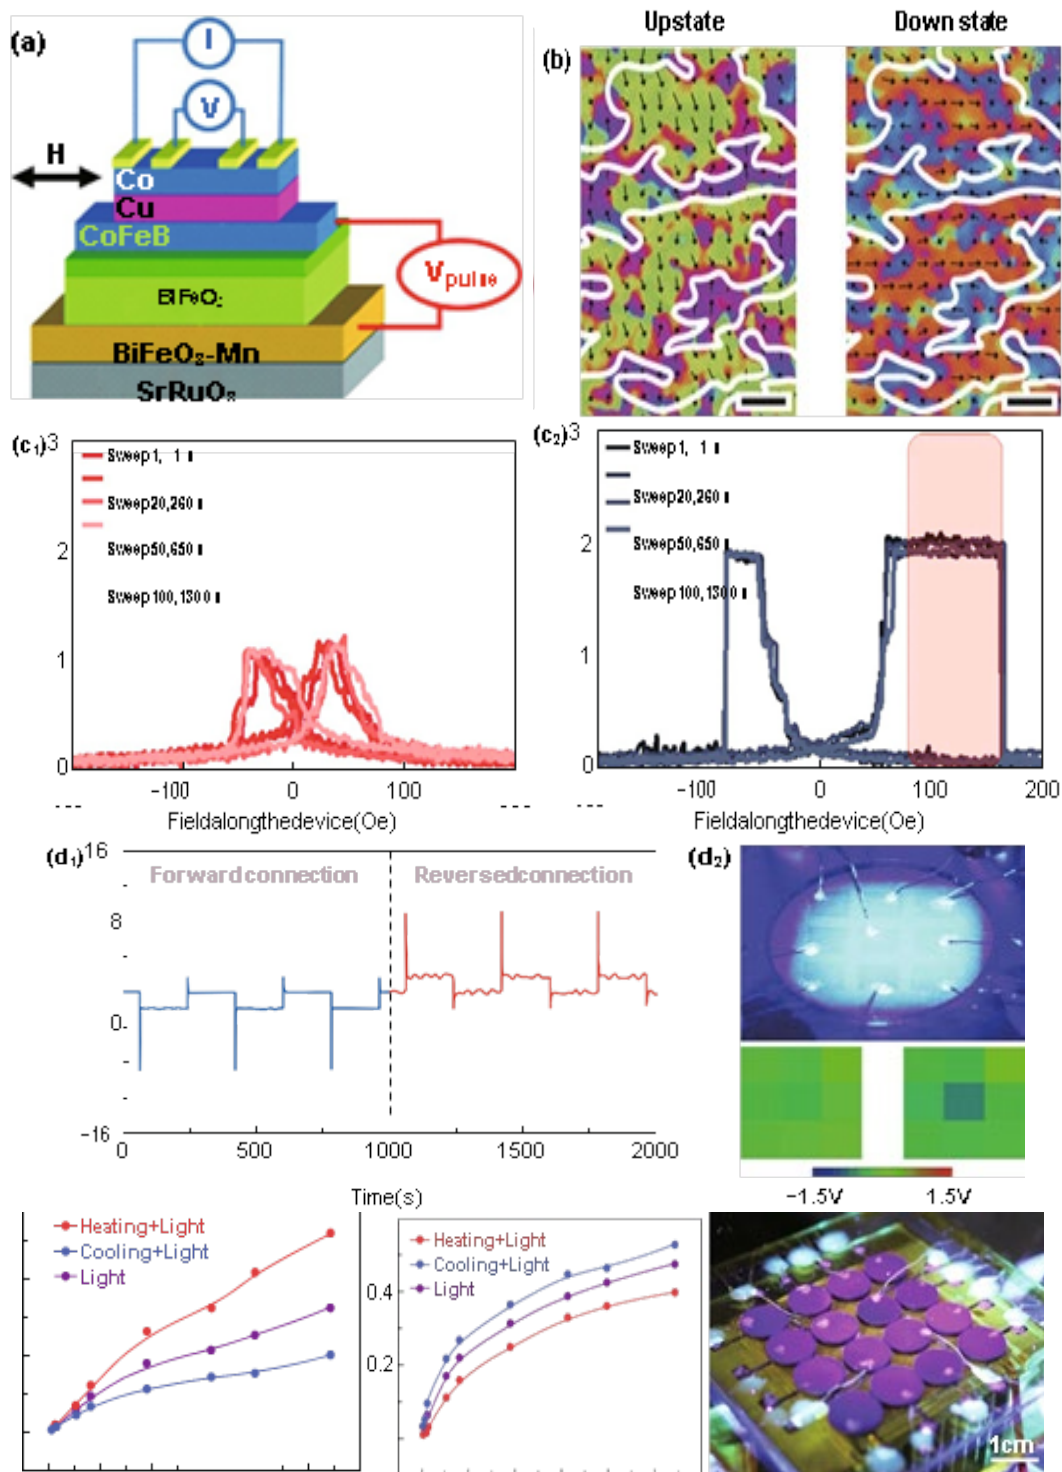 Upstate
Down state
(a)
(b)
I
V
H
Co
Cu
CoFeB
Vpulse
BiFeO₃
BiFeO₃-Mn
SrRuO₃
(c₁)
3
2
1
0
Sweep1, 1 s
Sweep20,260 s
Sweep50,650 s
Sweep100,1300 s
−100
0
100
Fieldalongthedevice(Oe)
(c₂)
3
2
1
0
Sweep1, 1 s
Sweep20,260 s
Sweep50,650 s
Sweep100,1300 s
−100
0
100
200
Fieldalongthedevice(Oe)
(d₁)
16
8
0
−16
Forward connection
Reversedconnection
0
500
1000
1500
2000
Time(s)
(d₂)
−1.5V
1.5V
Heating+Light
Cooling+Light
Light
Heating+Light
Cooling+Light
Light
0.4
0.2
1cm